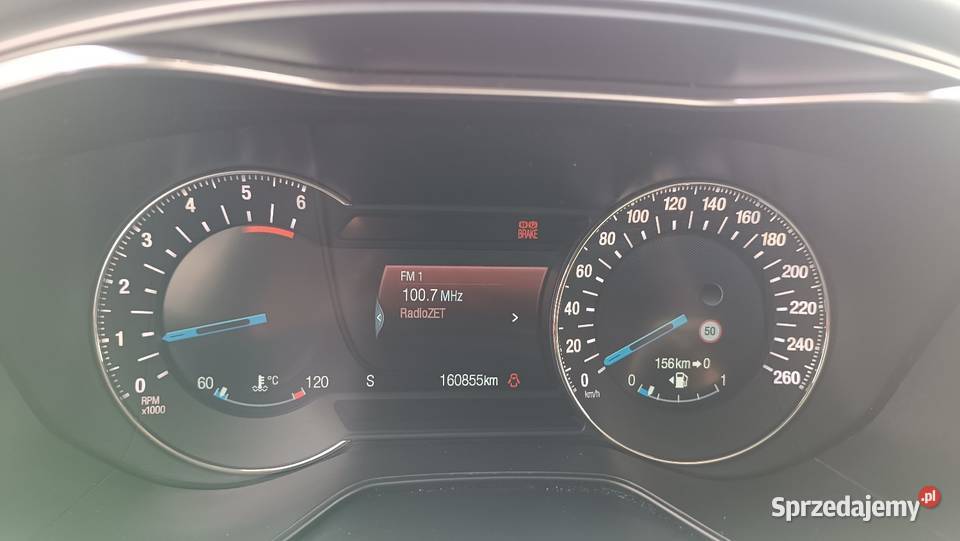 0 1 2 3 4 5 6
RPM
x1000
60 °C 120
BRAKE
FM 1
100.7 MHz
RadioZET
< >
S 160855km
0 20 40 60 80 100 120 140 160 180 200 220 240 260
km/h
50
156km→0
0 1
Sprzedajemy.pl